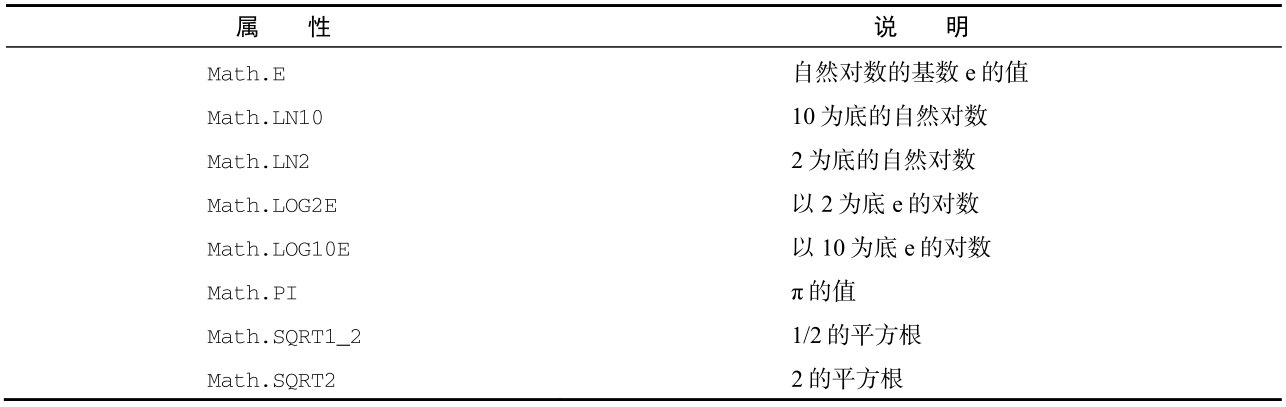 属 性 说 明
Math.E 自然对数的基数 e 的值
Math.LN10 10 为底的自然对数
Math.LN2 2 为底的自然对数
Math.LOG2E 以 2 为底 e 的对数
Math.LOG10E 以 10 为底 e 的对数
Math.PI π 的值
Math.SQRT1_2 1/2 的平方根
Math.SQRT2 2 的平方根